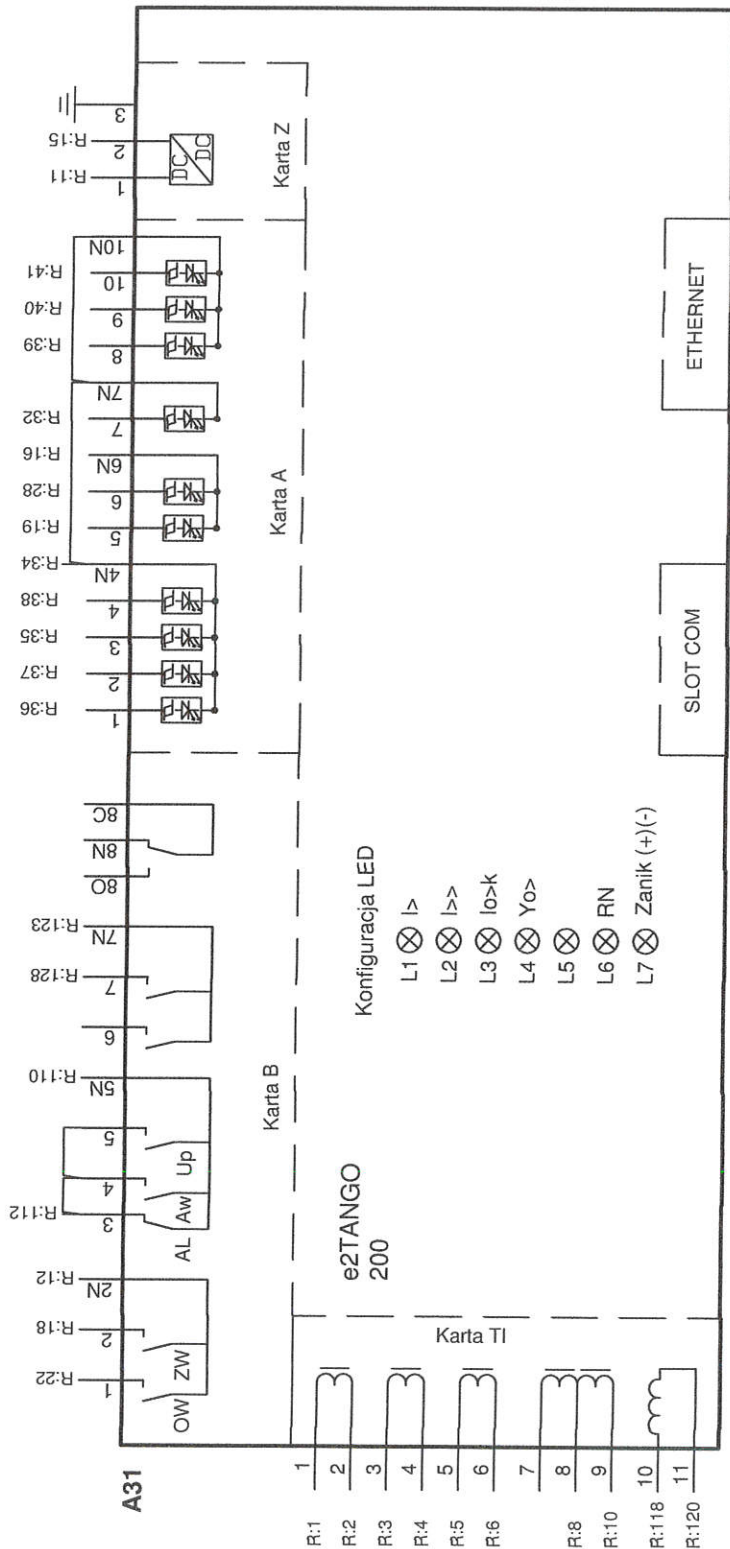 A31
R:22
R:18
R:12
R:112
R:110
R:128
R:123
1
2
2N
3
4
5
5N
6
7
7N
8O
8N
8C
OW
ZW
AL
Aw
Up
Karta B
R:36
R:37
R:35
R:38
R:34
R:19
R:28
R:16
R:32
R:39
R:40
R:41
1
2
3
4
4N
5
6
6N
7
7N
8
9
10
10N
Karta A
R:11
R:15
1
2
3
DC
DC
Karta Z
Karta TI
R:1
R:2
R:3
R:4
R:5
R:6
R:8
R:10
R:118
R:120
1
2
3
4
5
6
7
8
9
10
11
e2TANGO
200
Konfiguracja LED
L1 I>
L2 I>>
L3 Io>k
L4 Yo>
L5
L6 RN
L7 Zanik (+)(-)
SLOT COM
ETHERNET